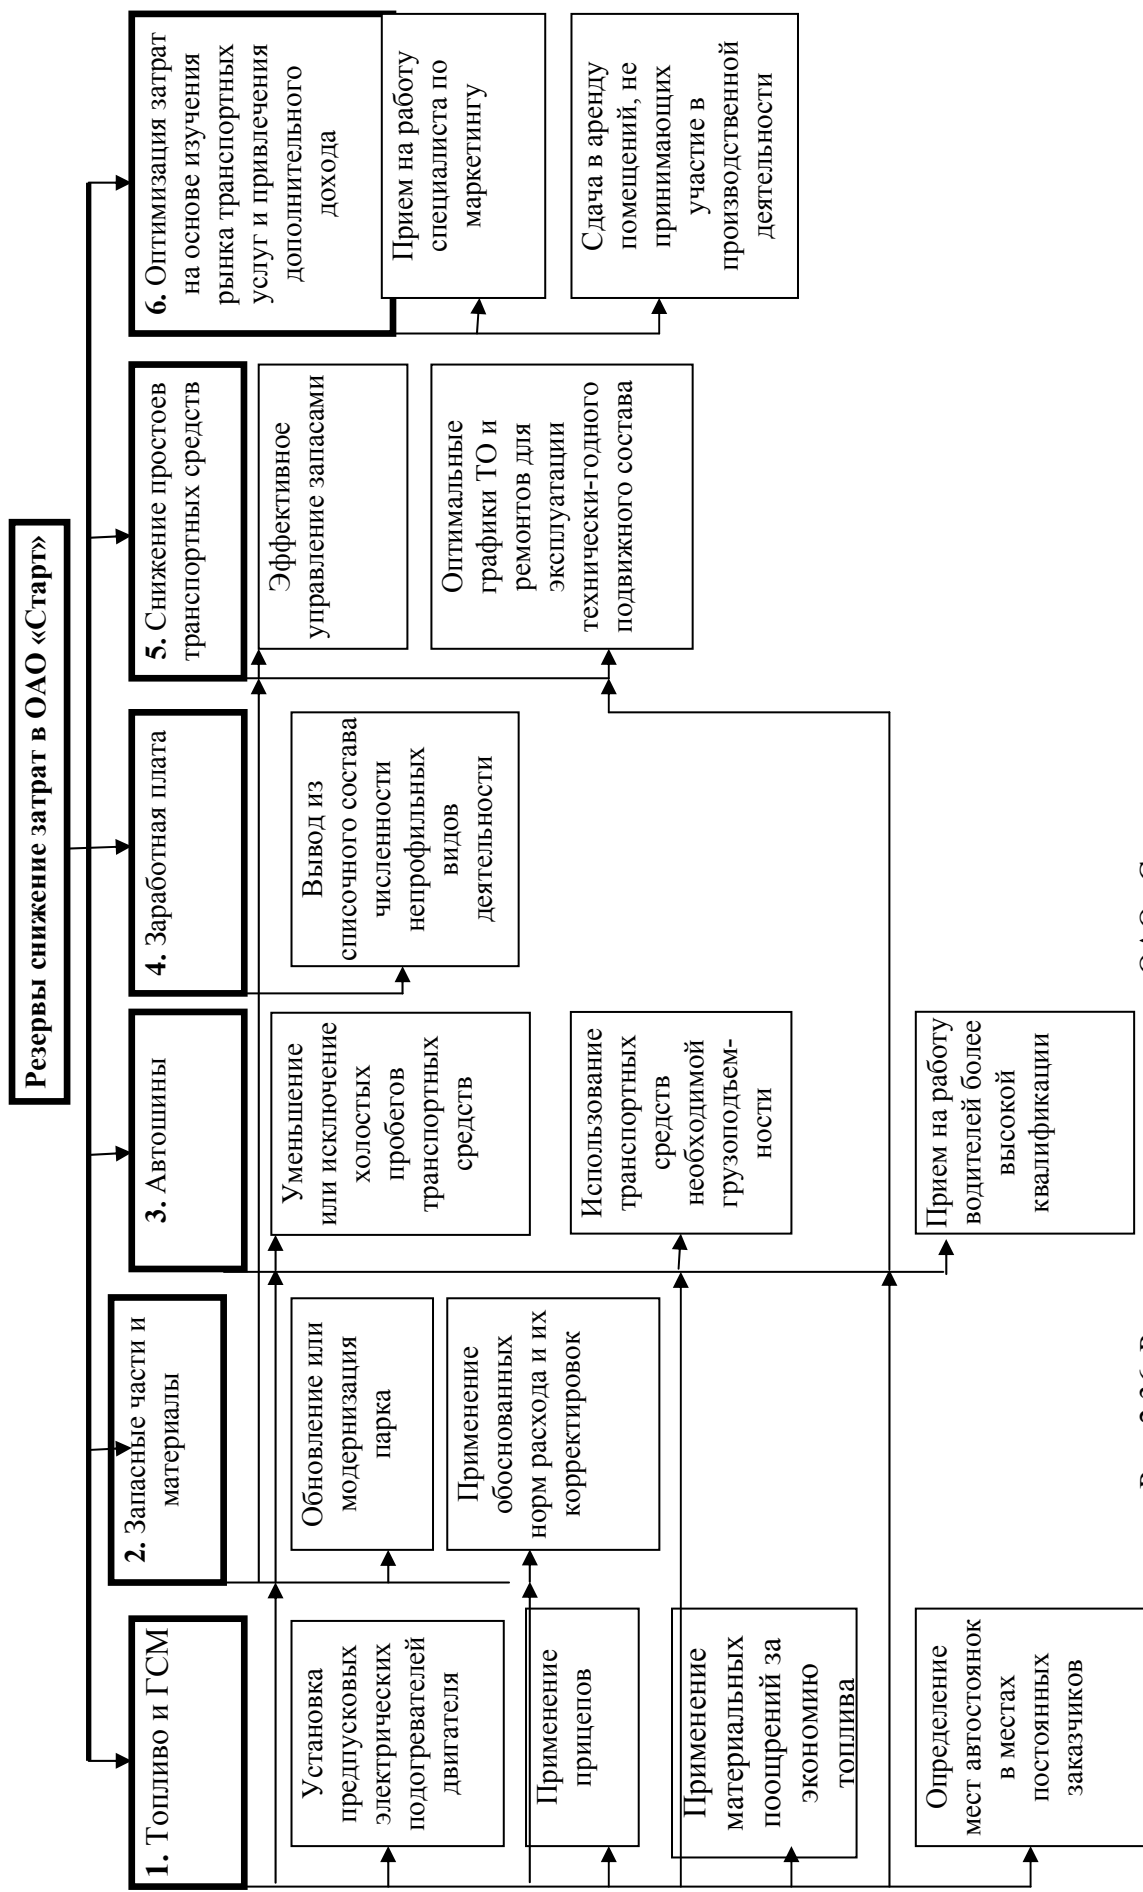 Резервы снижение затрат в ОАО «Старт»
1. Топливо и ГСМ
Установка
предпусковых
электрических
подогревателей
двигателя
Применение
прицепов
Применение
материальных
поощрений за
экономию
топлива
Определение
мест автостоянок
в местах
постоянных
заказчиков
2. Запасные части и
материалы
Обновление или
модернизация
парка
Применение
обоснованных
норм расхода и их
корректировок
3. Автошины
Уменьшение
или исключение
холостых
пробегов
транспортных
средств
Использование
транспортных
средств
необходимой
грузоподъем-
ности
Прием на работу
водителей более
высокой
квалификации
4. Заработная плата
Вывод из
списочного состава
численности
непрофильных
видов
деятельности
5. Снижение простоев
транспортных средств
Эффективное
управление запасами
Оптимальные
графики ТО и
ремонтов для
эксплуатации
технически-годного
подвижного состава
6. Оптимизация затрат
на основе изучения
рынка транспортных
услуг и привлечения
дополнительного
дохода
Прием на работу
специалиста по
маркетингу
Сдача в аренду
помещений, не
принимающих
участие в
производственной
деятельности